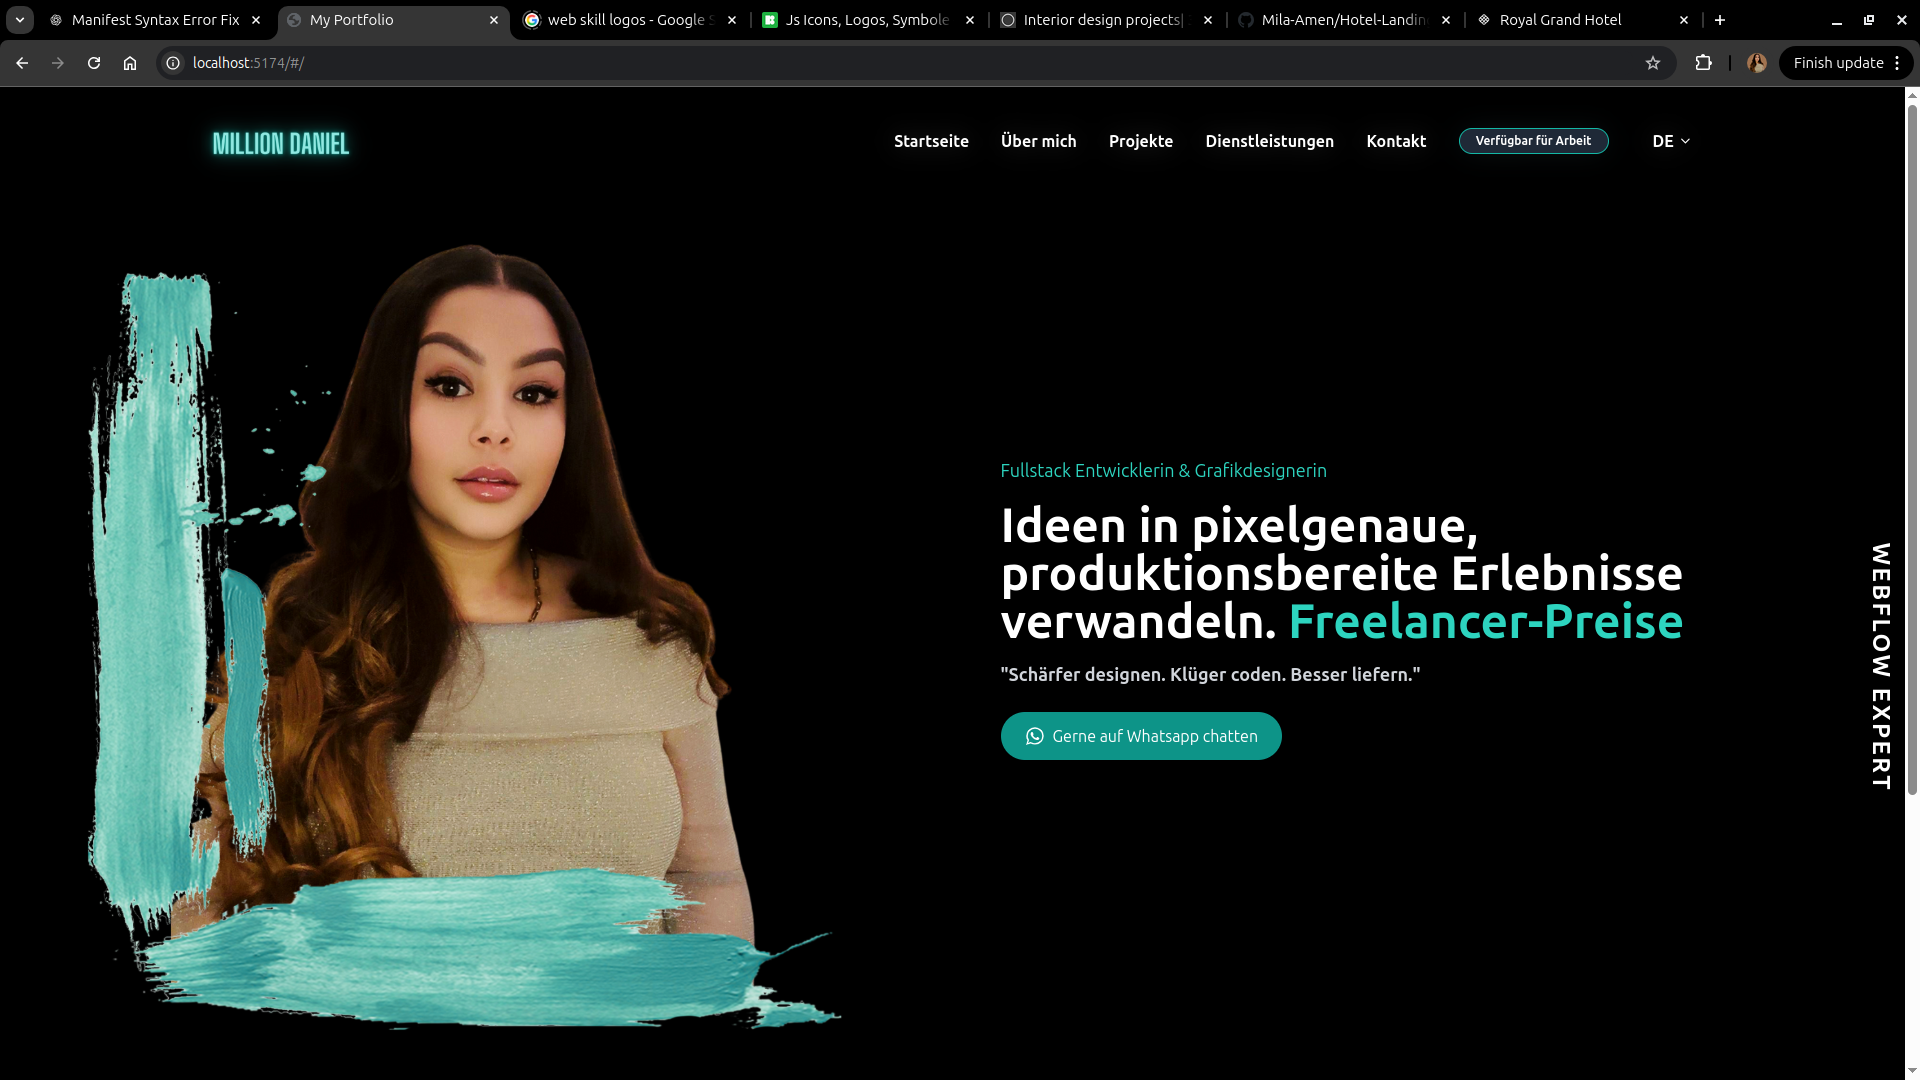 Manifest Syntax Error Fix
My Portfolio
web skill logos - Google
Js Icons, Logos, Symbole
Interior design projects|
Mila-Amen/Hotel-Landin
Royal Grand Hotel
localhost:5174/#/
Finish update
MILLION DANIEL
Startseite
Über mich
Projekte
Dienstleistungen
Kontakt
Verfügbar für Arbeit
DE
Fullstack Entwicklerin & Grafikdesignerin
Ideen in pixelgenaue,
produktionsbereite Erlebnisse
verwandeln. Freelancer-Preise
"Schärfer designen. Klüger coden. Besser liefern."
Gerne auf Whatsapp chatten
WEBFLOW EXPERT